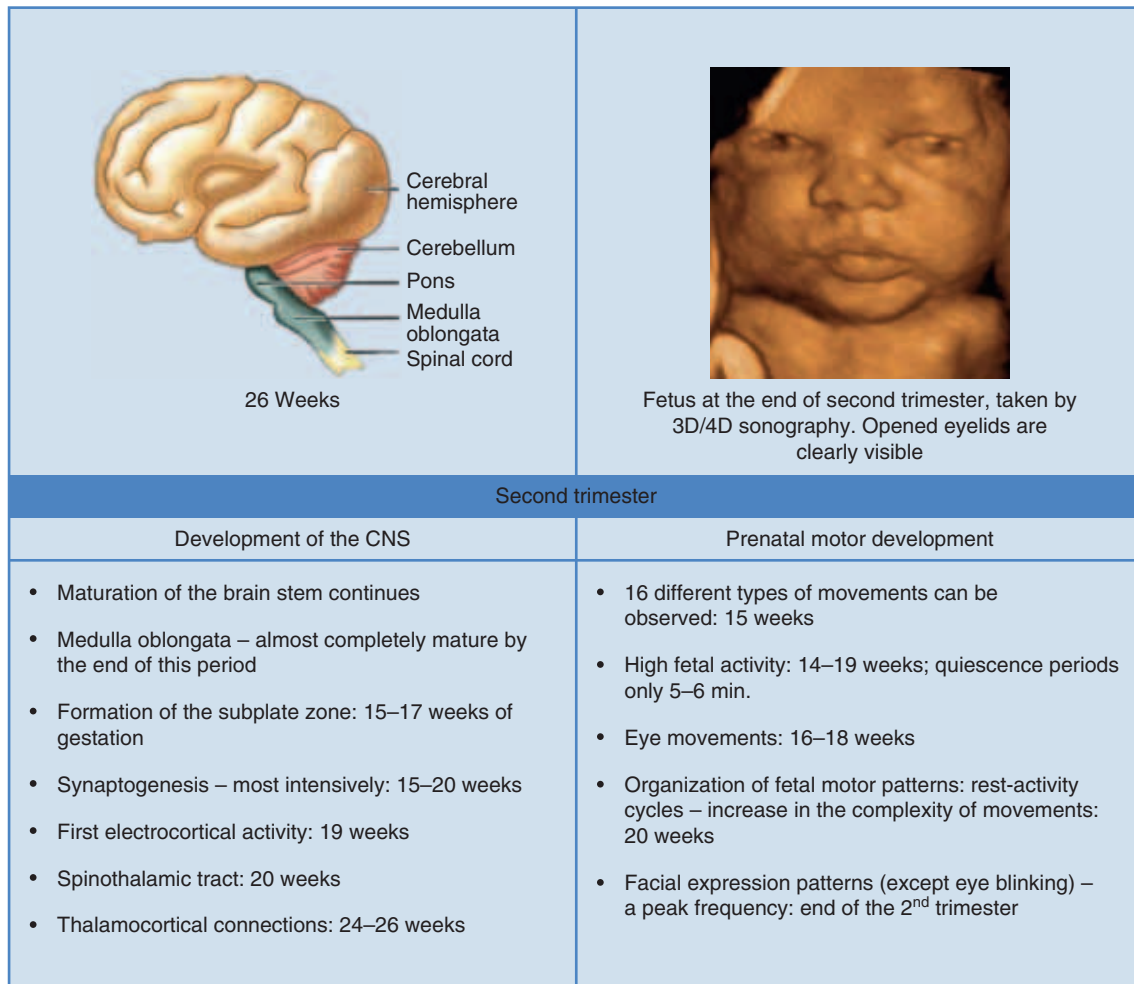 Cerebral
hemisphere
Cerebellum
Pons
Medulla
oblongata
Spinal cord
26 Weeks
Fetus at the end of second trimester, taken by
3D/4D sonography. Opened eyelids are
clearly visible
Second trimester
Development of the CNS
Prenatal motor development
• Maturation of the brain stem continues
• Medulla oblongata – almost completely mature by
the end of this period
• Formation of the subplate zone: 15–17 weeks of
gestation
• Synaptogenesis – most intensively: 15–20 weeks
• First electrocortical activity: 19 weeks
• Spinothalamic tract: 20 weeks
• Thalamocortical connections: 24–26 weeks
• 16 different types of movements can be
observed: 15 weeks
• High fetal activity: 14–19 weeks; quiescence periods
only 5–6 min.
• Eye movements: 16–18 weeks
• Organization of fetal motor patterns: rest-activity
cycles – increase in the complexity of movements:
20 weeks
• Facial expression patterns (except eye blinking) –
a peak frequency: end of the 2nd trimester